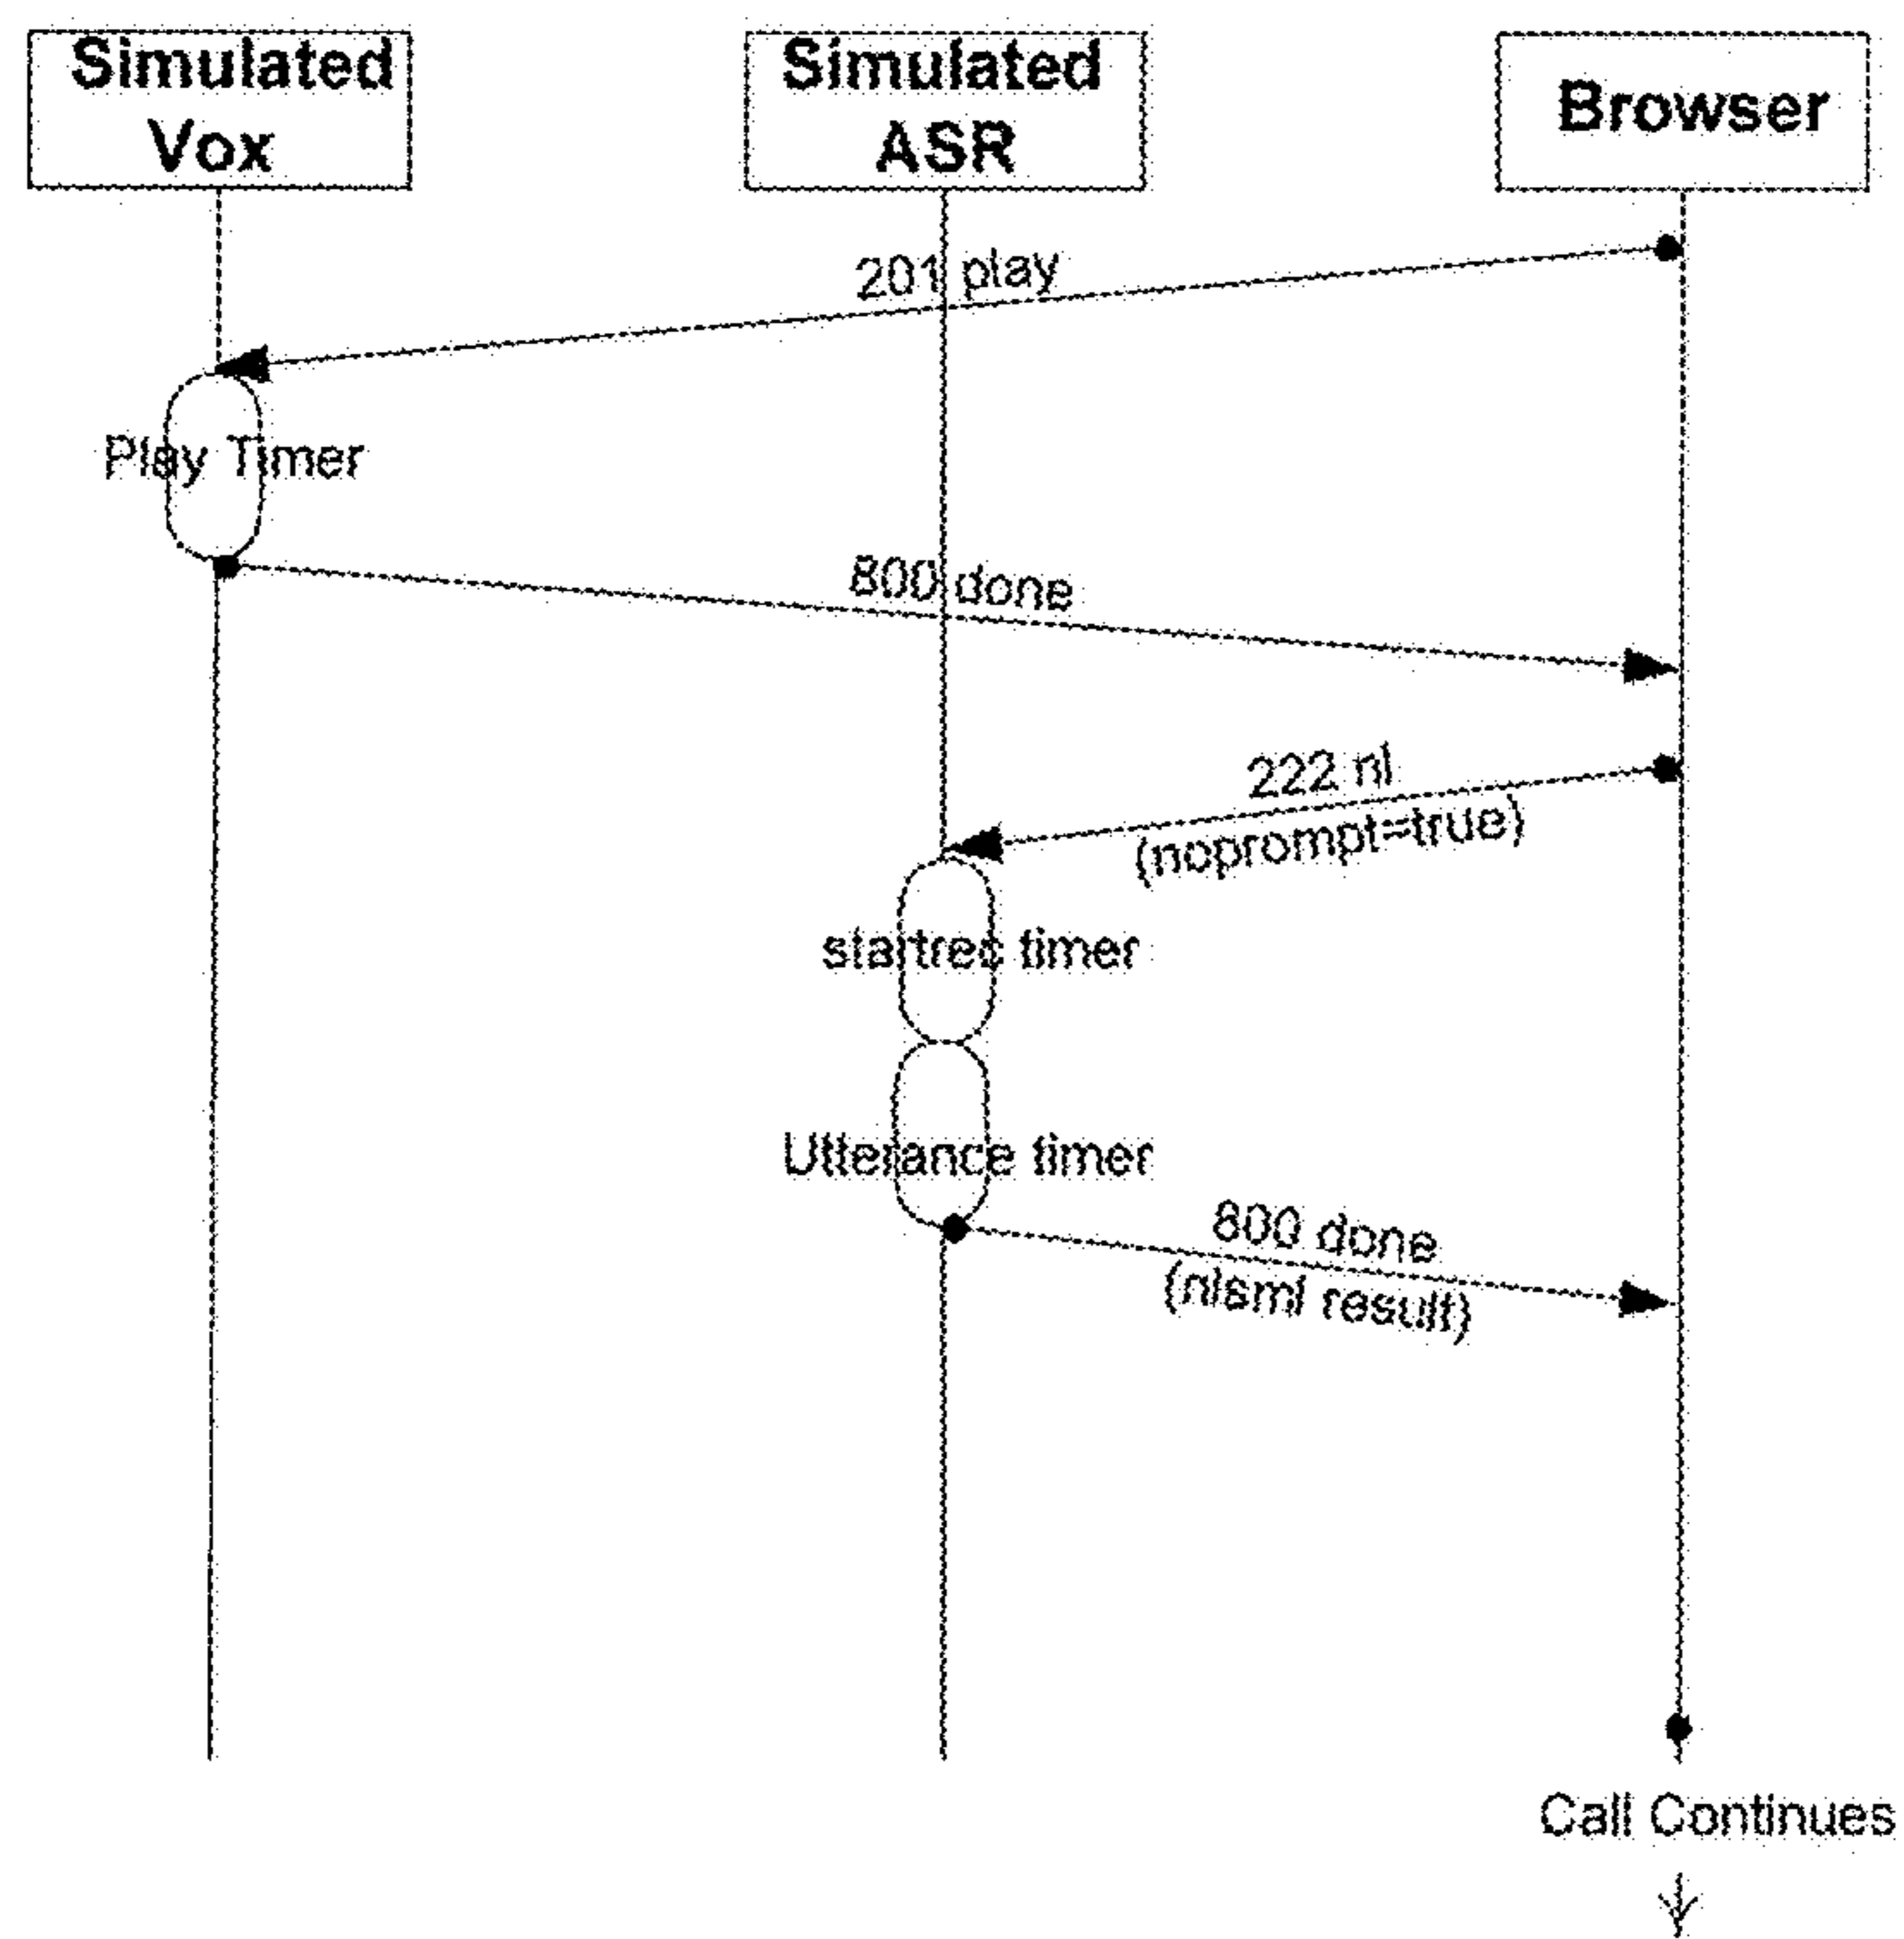 Simulated
Vox
Simulated
ASR
Browser
201 play
Play Timer
800 done
222 nl
(noprompt=true)
startrec timer
Utterance timer
800 done
(nlsml result)
Call Continues